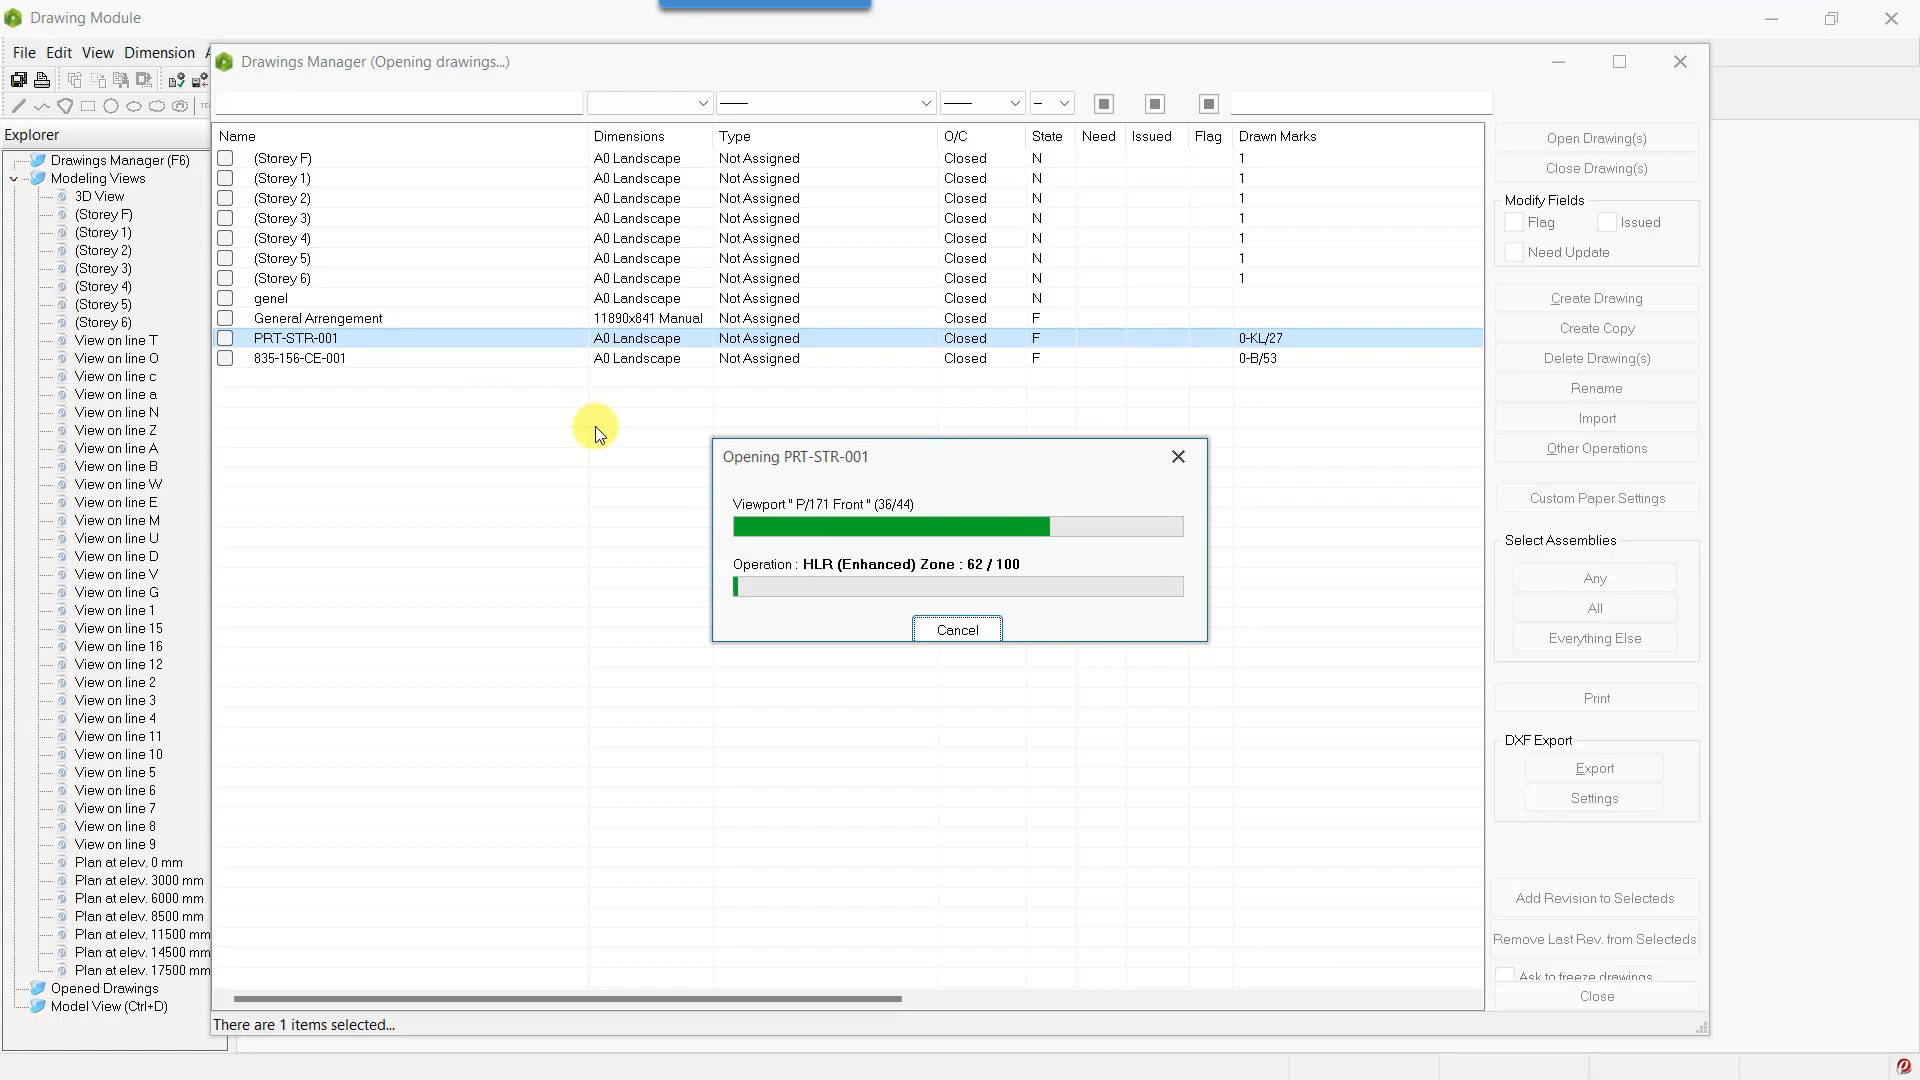 Drawing Module
File Edit View Dimension
Explorer
Drawings Manager (F6)
Modeling Views
3D View
(Storey F)
(Storey 1)
(Storey 2)
(Storey 3)
(Storey 4)
(Storey 5)
(Storey 6)
View on line T
View on line O
View on line c
View on line a
View on line N
View on line Z
View on line A
View on line B
View on line W
View on line E
View on line M
View on line U
View on line D
View on line V
View on line G
View on line 1
View on line 15
View on line 16
View on line 12
View on line 2
View on line 3
View on line 4
View on line 11
View on line 10
View on line 5
View on line 6
View on line 7
View on line 8
View on line 9
Plan at elev. 0 mm
Plan at elev. 3000 mm
Plan at elev. 6000 mm
Plan at elev. 8500 mm
Plan at elev. 11500 mm
Plan at elev. 14500 mm
Plan at elev. 17500 mm
Opened Drawings
Model View (Ctrl+D)
Drawings Manager (Opening drawings...)
Name Dimensions Type O/C State Need Issued Flag Drawn Marks
(Storey F) A0 Landscape Not Assigned Closed N 1
(Storey 1) A0 Landscape Not Assigned Closed N 1
(Storey 2) A0 Landscape Not Assigned Closed N 1
(Storey 3) A0 Landscape Not Assigned Closed N 1
(Storey 4) A0 Landscape Not Assigned Closed N 1
(Storey 5) A0 Landscape Not Assigned Closed N 1
(Storey 6) A0 Landscape Not Assigned Closed N 1
genel A0 Landscape Not Assigned Closed N
General Arrengement 11890x841 Manual Not Assigned Closed F
PRT-STR-001 A0 Landscape Not Assigned Closed F 0-KL/27
835-156-CE-001 A0 Landscape Not Assigned Closed F 0-B/53
Opening PRT-STR-001
Viewport " P/171 Front " (36/44)
Operation : HLR (Enhanced) Zone : 62 / 100
Cancel
Open Drawing(s)
Close Drawing(s)
Modify Fields
Flag Issued
Need Update
Create Drawing
Create Copy
Delete Drawing(s)
Rename
Import
Other Operations
Custom Paper Settings
Select Assemblies
Any
All
Everything Else
Print
DXF Export
Export
Settings
Add Revision to Selecteds
Remove Last Rev. from Selecteds
Ask to freeze drawings
Close
There are 1 items selected...